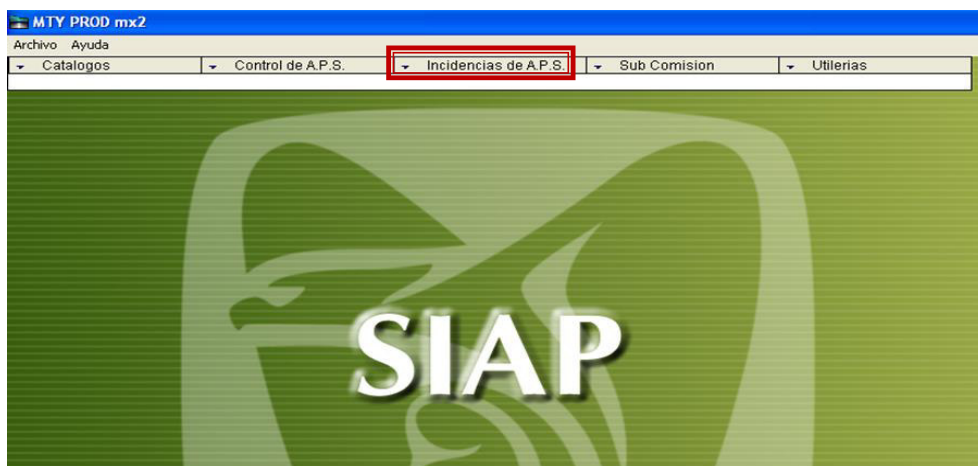 MTY PROD mx2
Archivo Ayuda
Catalogos Control de A.P.S. Incidencias de A.P.S. Sub Comision Utilerias
SIAP